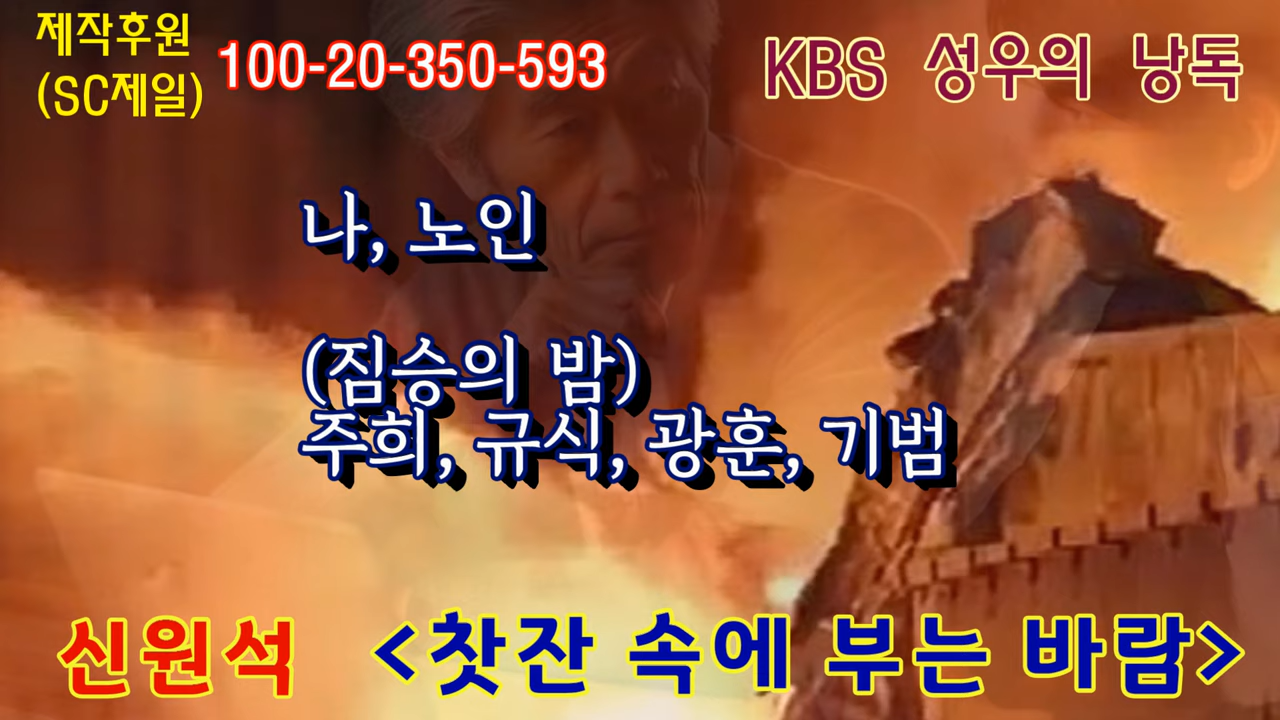 제작후원
(SC제일)
100-20-350-593
KBS 성우의 낭독
나, 노인
(짐승의 밤)
주희, 규식, 광훈, 기범
신원석 <찻잔 속에 부는 바람>